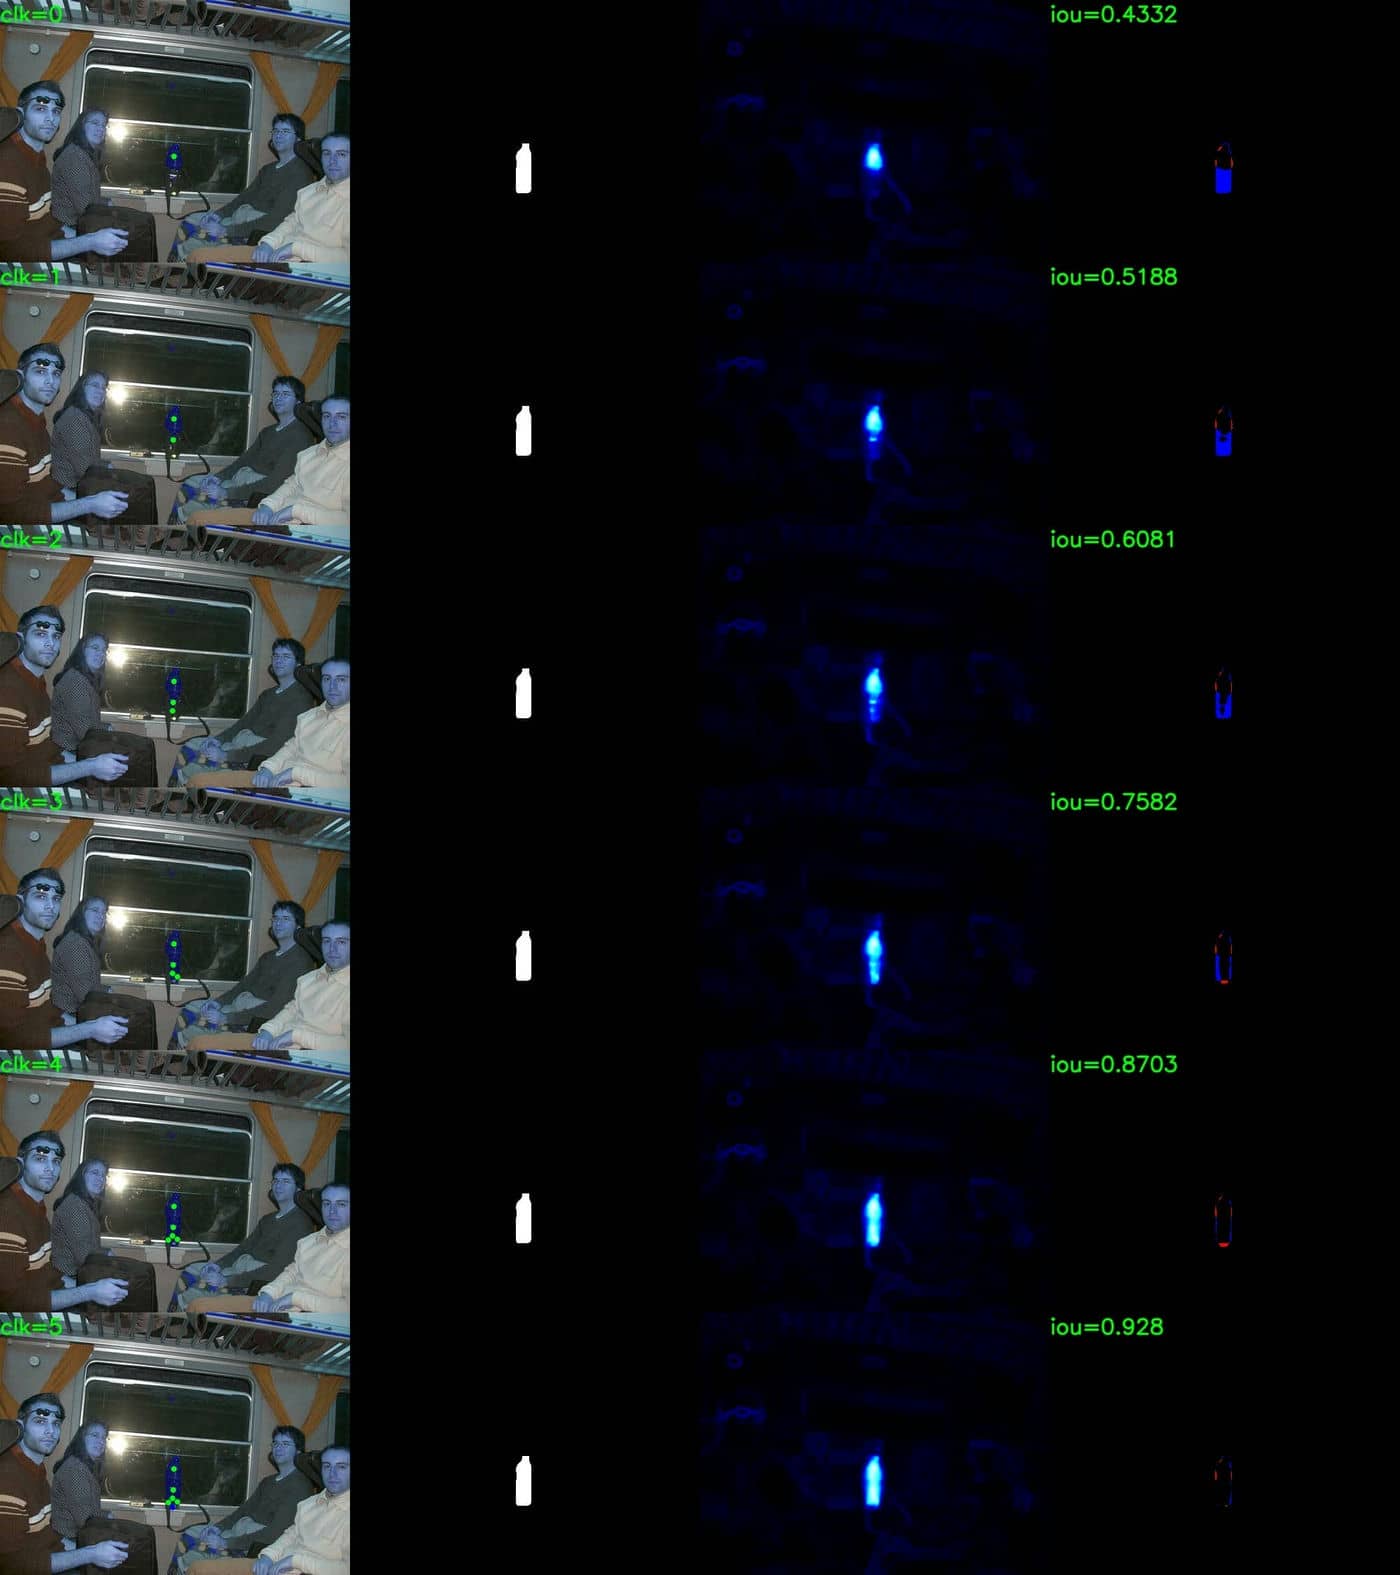 clk=0
iou=0.4332
clk=1
iou=0.5188
clk=2
iou=0.6081
clk=3
iou=0.7582
clk=4
iou=0.8703
clk=5
iou=0.928